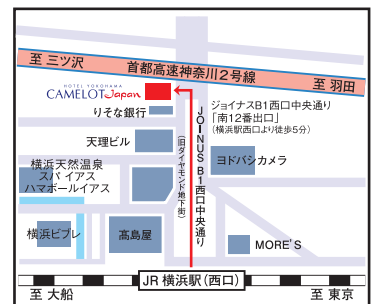 至 三ツ沢
首都高速神奈川2号線
至 羽田
HOTEL YOKOHAMA
CAMELOT Japan
りそな銀行
ジョイナスB1西口中央通り
「南12番出口」
(横浜駅西口より徒歩5分)
天理ビル
JOINUS B1西口中央通り
(旧ダイヤモンド地下街)
ヨドバシカメラ
横浜天然温泉
スパ イアス
ハマボールイアス
横浜ビブレ
髙島屋
MORE'S
JR 横浜駅(西口)
至 大船
至 東京